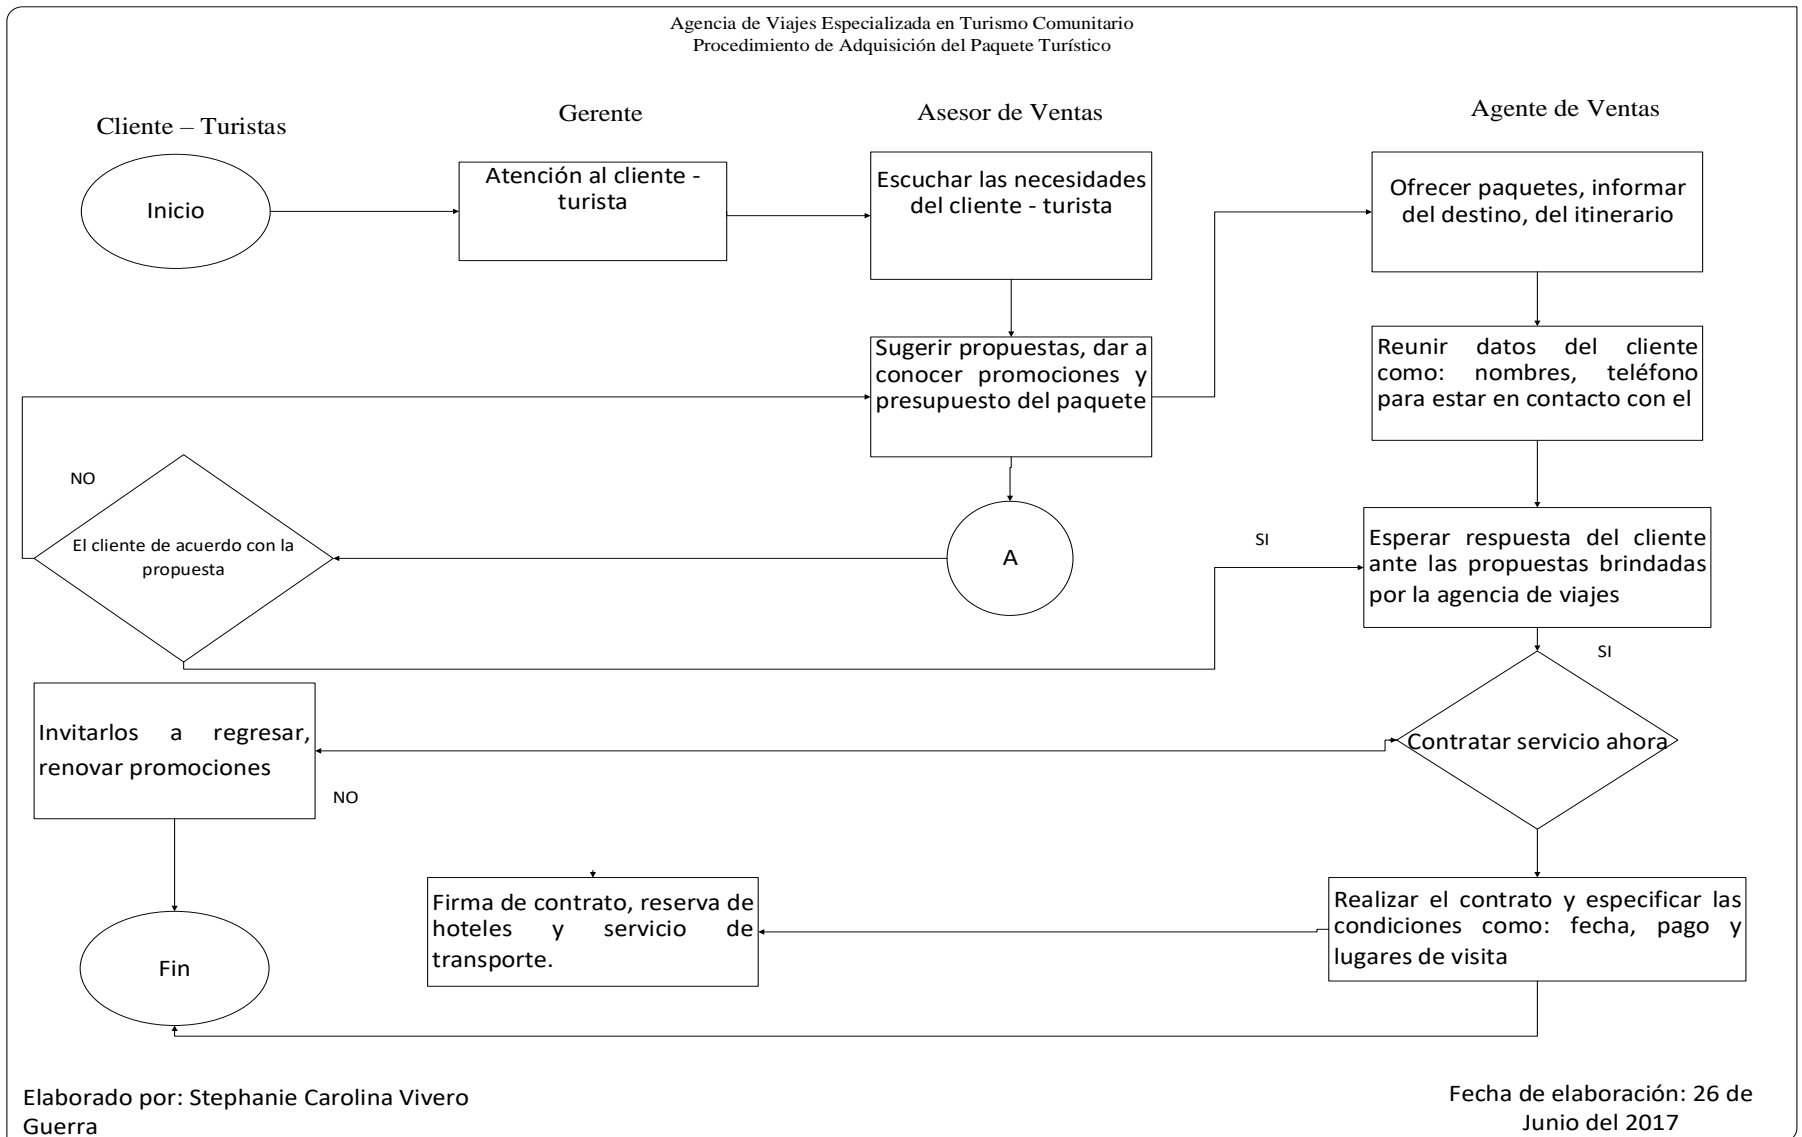 Agencia de Viajes Especializada en Turismo Comunitario
Procedimiento de Adquisición del Paquete Turístico
Cliente – Turistas
Gerente
Asesor de Ventas
Agente de Ventas
Inicio
Atención al cliente -
turista
Escuchar las necesidades
del cliente - turista
Ofrecer paquetes, informar
del destino, del itinerario
Sugerir propuestas, dar a
conocer promociones y
presupuesto del paquete
Reunir datos del cliente
como: nombres, teléfono
para estar en contacto con el
NO
El cliente de acuerdo con la
propuesta
A
SI
Esperar respuesta del cliente
ante las propuestas brindadas
por la agencia de viajes
SI
Invitarlos a regresar,
renovar promociones
Contratar servicio ahora
NO
Firma de contrato, reserva de
hoteles y servicio de
transporte.
Realizar el contrato y especificar las
condiciones como: fecha, pago y
lugares de visita
Fin
Elaborado por: Stephanie Carolina Vivero
Guerra
Fecha de elaboración: 26 de
Junio del 2017